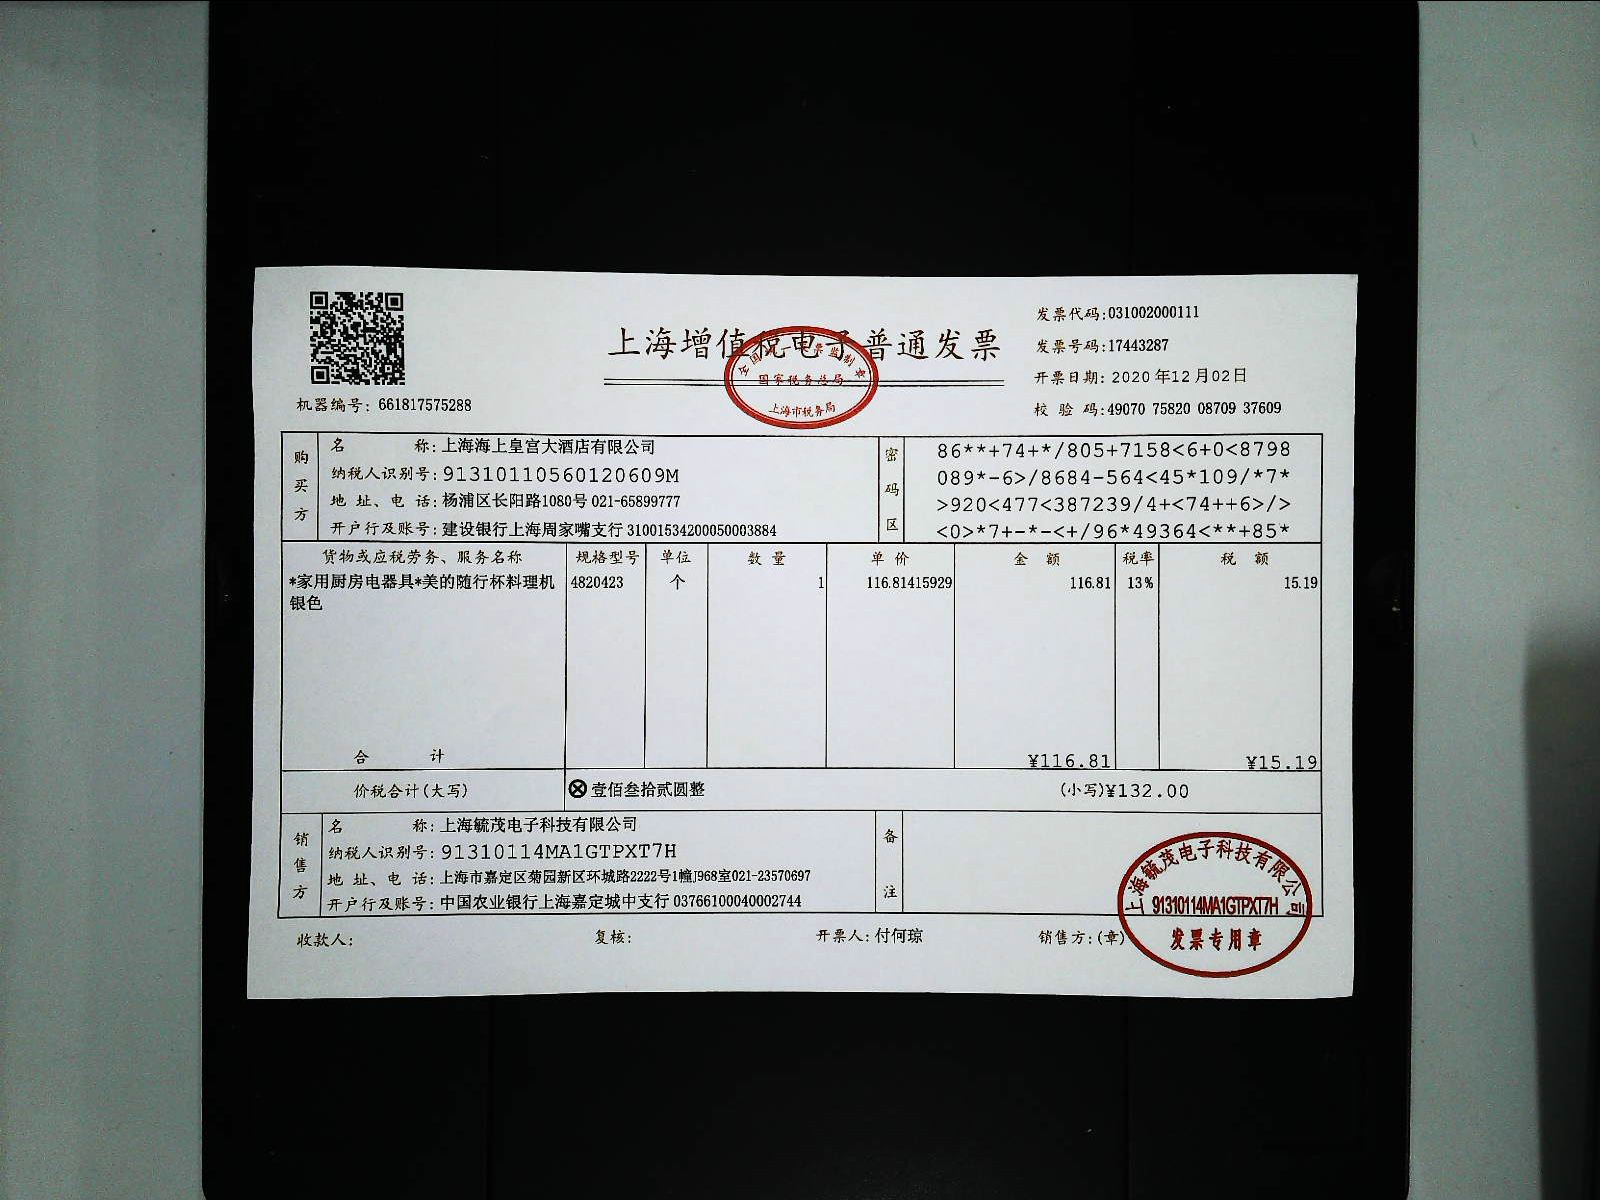 上海增值税电子普通发票
全国统一发票监制章
国家税务总局
上海市税务局
发票代码:031002000111
发票号码:17443287
开票日期: 2020年12月02日
校 验 码:49070 75820 08709 37609
机器编号: 661817575288
购买方
名 称: 上海海上皇宫大酒店有限公司
纳税人识别号: 91310110560120609M
地 址、电 话: 杨浦区长阳路1080号 021-65899777
开户行及账号: 建设银行上海周家嘴支行 31001534200050003884
密码区
86**+74+*/805+7158<6+0<8798
089*-6>/8684-564<45*109/*7*
>920<477<387239/4+<74++6>/>
<0>*7+-*-<+/96*49364<**+85*
货物或应税劳务、服务名称 规格型号 单位 数 量 单 价 金 额 税率 税 额
*家用厨房电器具*美的随行杯料理机 4820423 个 1 116.81415929 116.81 13% 15.19
银色
合 计 ¥116.81 ¥15.19
价税合计(大写) ⊗壹佰叁拾贰圆整 (小写)¥132.00
销售方
名 称: 上海毓茂电子科技有限公司
纳税人识别号: 91310114MA1GTPXT7H
地 址、电 话: 上海市嘉定区菊园新区环城路2222号1幢J968室021-23570697
开户行及账号: 中国农业银行上海嘉定城中支行 03766100040002744
备注
收款人: 复核: 开票人: 付何琼 销售方:(章)
上海毓茂电子科技有限公司
91310114MA1GTPXT7H
发票专用章